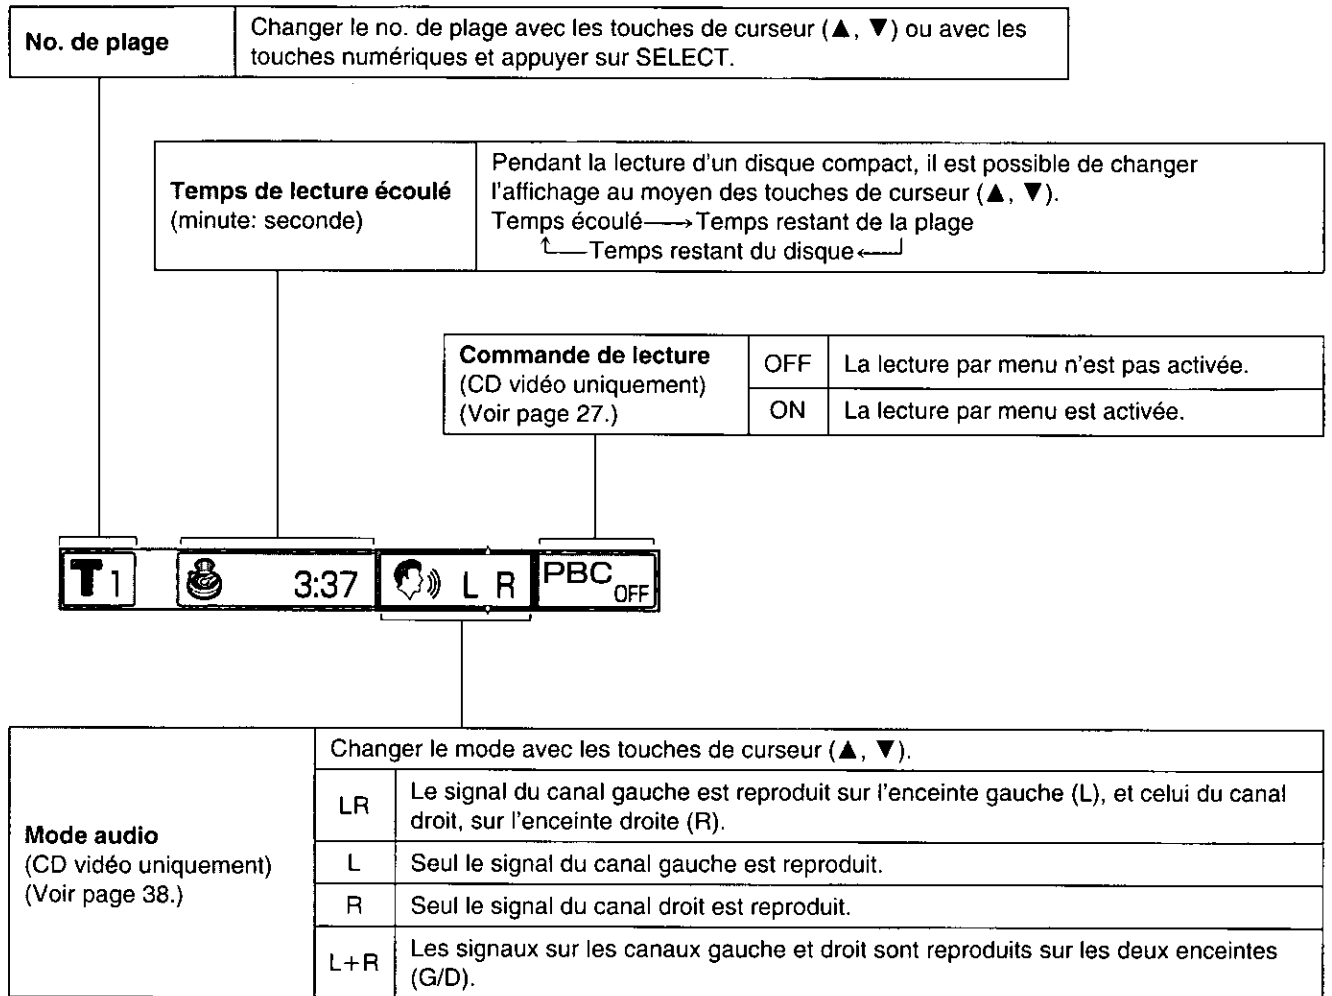 No. de plage
Changer le no. de plage avec les touches de curseur (▲, ▼) ou avec les
touches numériques et appuyer sur SELECT.
Temps de lecture écoulé
(minute: seconde)
Pendant la lecture d'un disque compact, il est possible de changer
l'affichage au moyen des touches de curseur (▲, ▼).
Temps écoulé→Temps restant de la plage
Temps restant du disque←
Commande de lecture
(CD vidéo uniquement)
(Voir page 27.)
OFF La lecture par menu n'est pas activée.
ON La lecture par menu est activée.
T 1 3:37 L R PBC OFF
Mode audio
(CD vidéo uniquement)
(Voir page 38.)
Changer le mode avec les touches de curseur (▲, ▼).
LR Le signal du canal gauche est reproduit sur l'enceinte gauche (L), et celui du canal
droit, sur l'enceinte droite (R).
L Seul le signal du canal gauche est reproduit.
R Seul le signal du canal droit est reproduit.
L+R Les signaux sur les canaux gauche et droit sont reproduits sur les deux enceintes
(G/D).